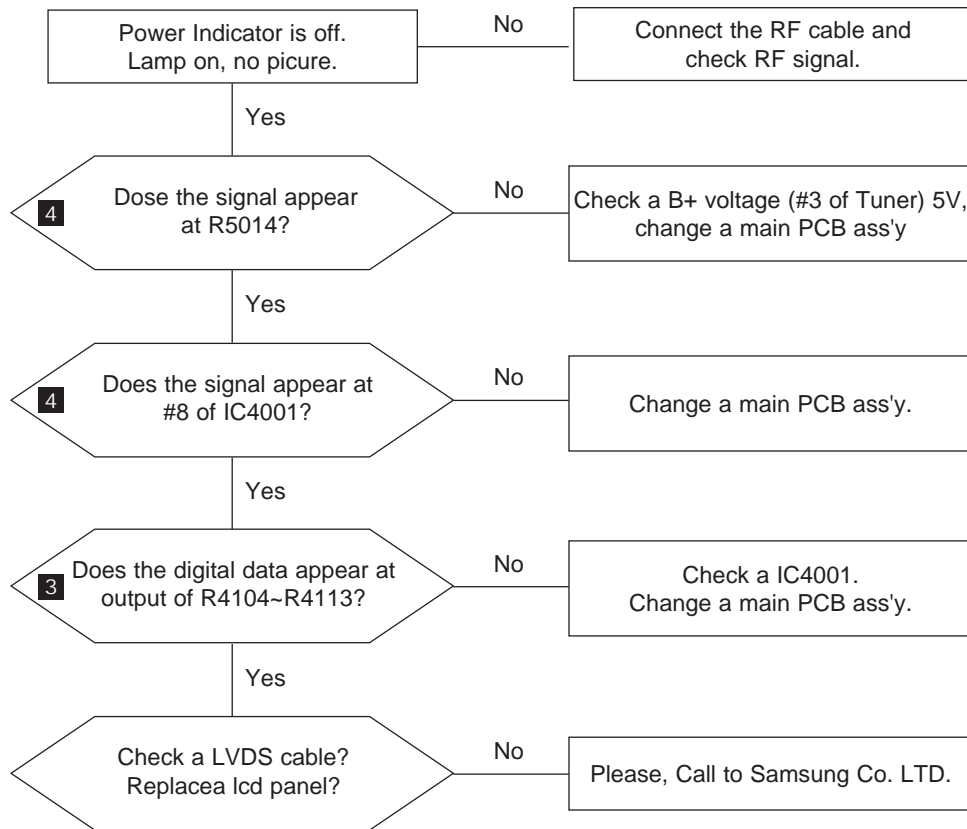 Power Indicator is off.
Lamp on, no picure.
No
Connect the RF cable and
check RF signal.
Yes
4
Dose the signal appear
at R5014?
No
Check a B+ voltage (#3 of Tuner) 5V,
change a main PCB ass'y
Yes
4
Does the signal appear at
#8 of IC4001?
No
Change a main PCB ass'y.
Yes
3
Does the digital data appear at
output of R4104~R4113?
No
Check a IC4001.
Change a main PCB ass'y.
Yes
Check a LVDS cable?
Replacea lcd panel?
No
Please, Call to Samsung Co. LTD.